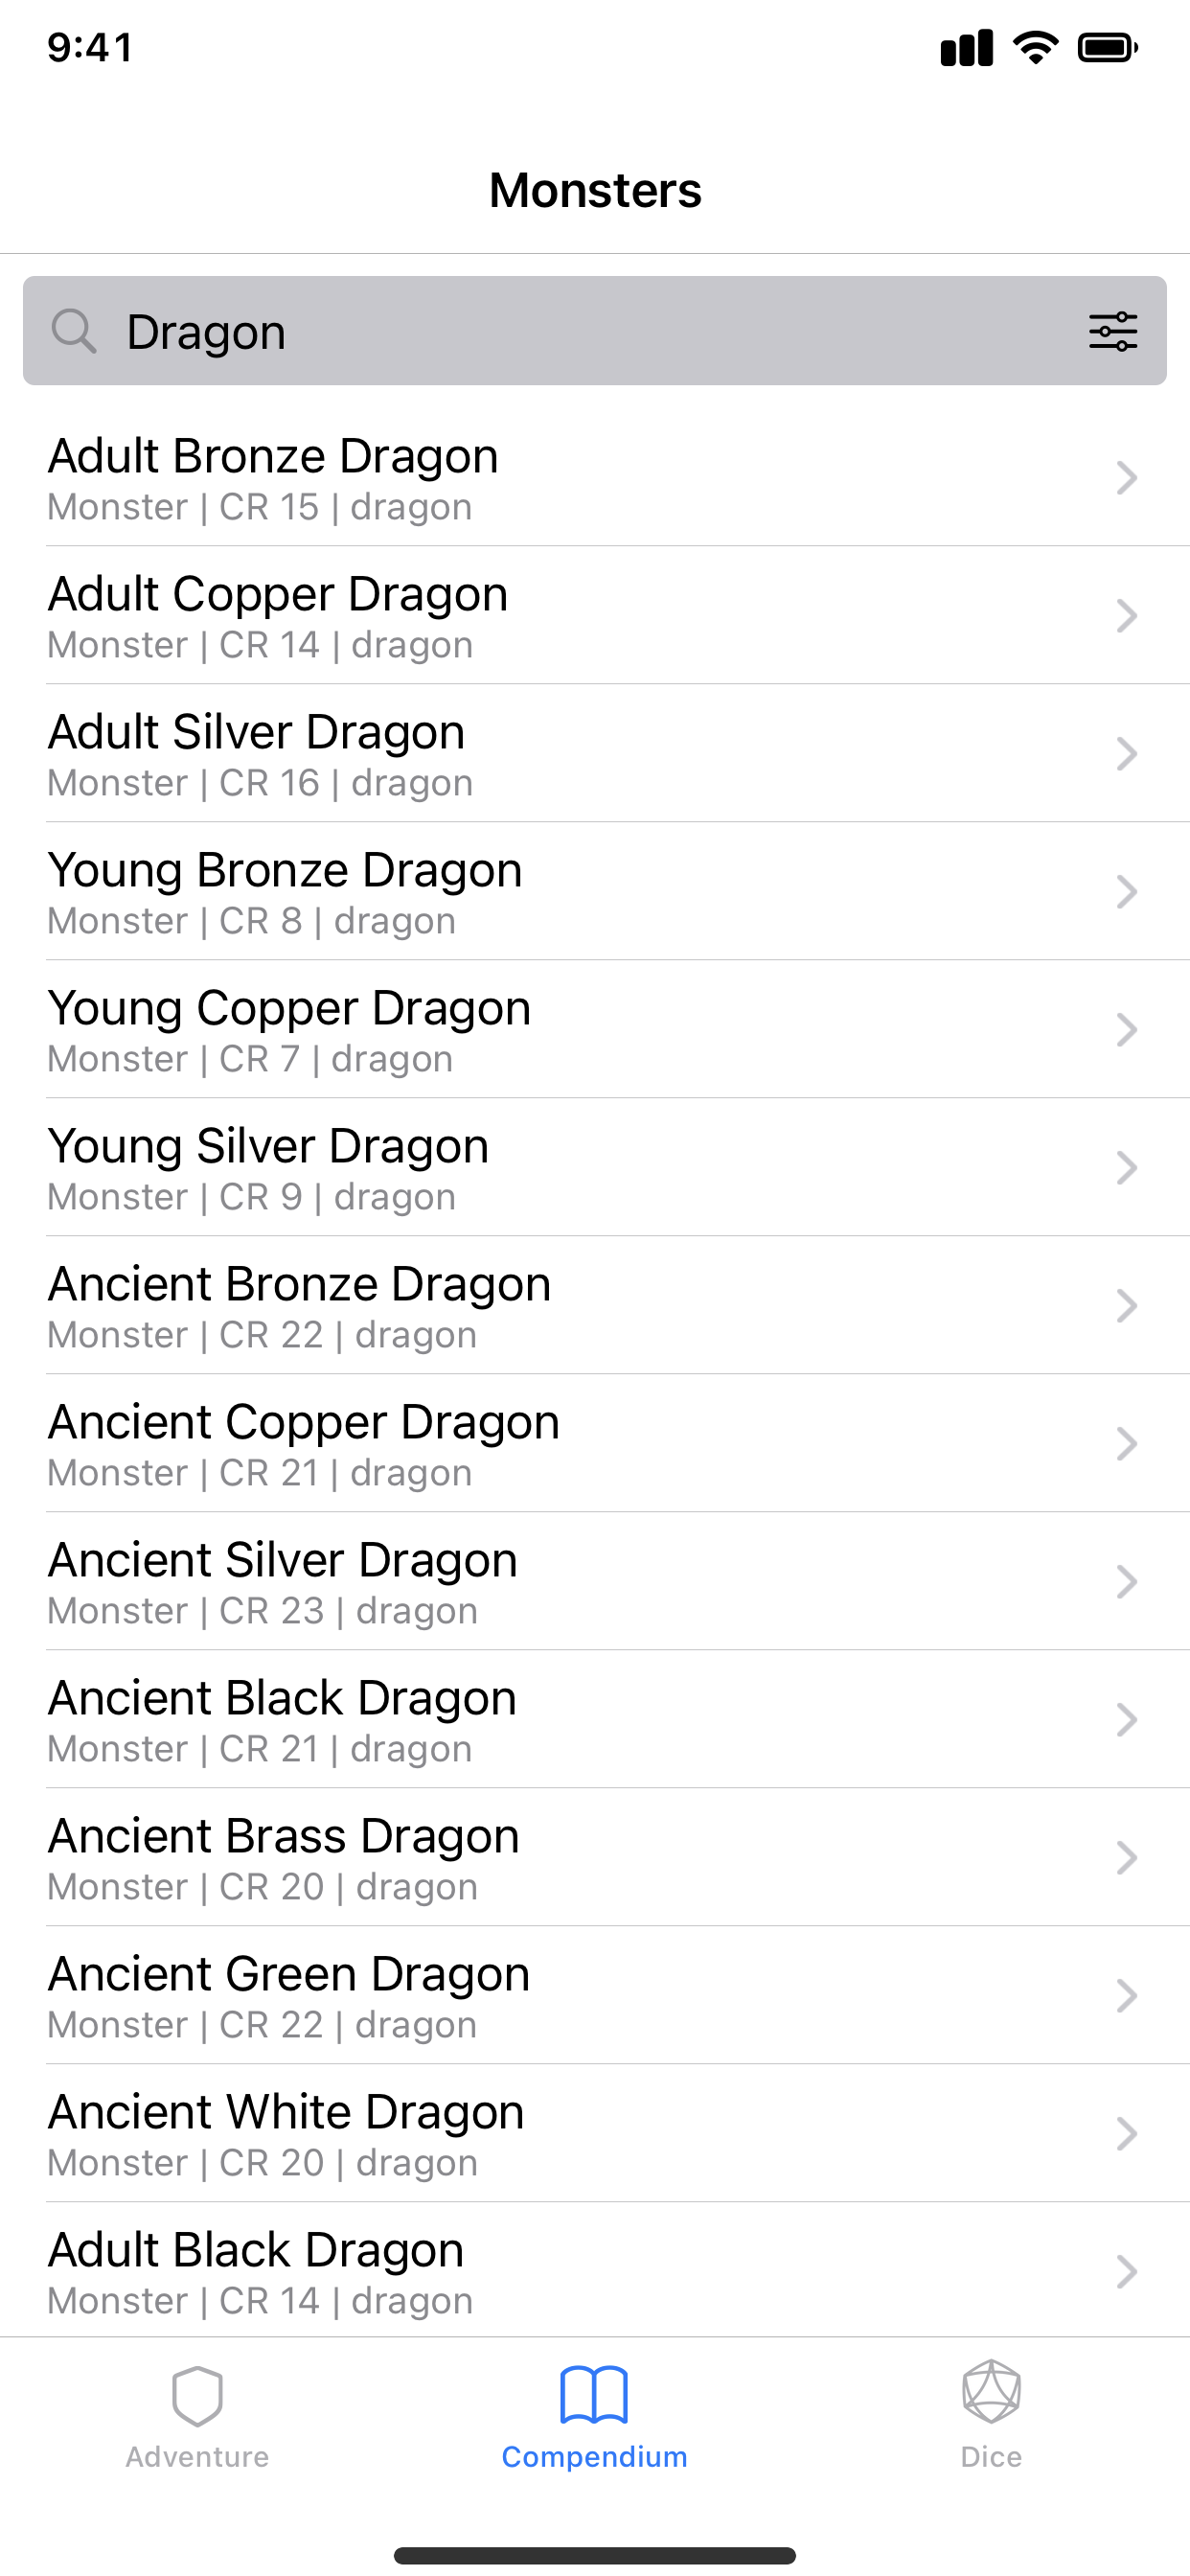 9:41
Monsters
Dragon
Adult Bronze Dragon
Monster | CR 15 | dragon
Adult Copper Dragon
Monster | CR 14 | dragon
Adult Silver Dragon
Monster | CR 16 | dragon
Young Bronze Dragon
Monster | CR 8 | dragon
Young Copper Dragon
Monster | CR 7 | dragon
Young Silver Dragon
Monster | CR 9 | dragon
Ancient Bronze Dragon
Monster | CR 22 | dragon
Ancient Copper Dragon
Monster | CR 21 | dragon
Ancient Silver Dragon
Monster | CR 23 | dragon
Ancient Black Dragon
Monster | CR 21 | dragon
Ancient Brass Dragon
Monster | CR 20 | dragon
Ancient Green Dragon
Monster | CR 22 | dragon
Ancient White Dragon
Monster | CR 20 | dragon
Adult Black Dragon
Monster | CR 14 | dragon
Adventure
Compendium
Dice